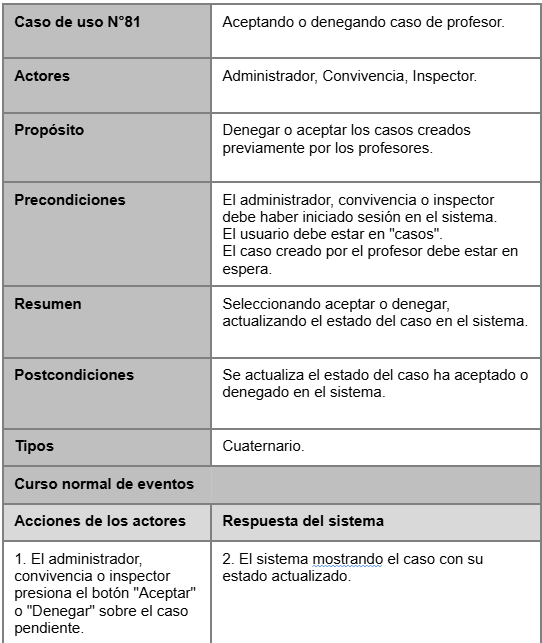 Caso de uso N°81
Aceptando o denegando caso de profesor.
Actores
Administrador, Convivencia, Inspector.
Propósito
Denegar o aceptar los casos creados
previamente por los profesores.
Precondiciones
El administrador, convivencia o inspector
debe haber iniciado sesión en el sistema.
El usuario debe estar en "casos".
El caso creado por el profesor debe estar en
espera.
Resumen
Seleccionando aceptar o denegar,
actualizando el estado del caso en el sistema.
Postcondiciones
Se actualiza el estado del caso ha aceptado o
denegado en el sistema.
Tipos
Cuaternario.
Curso normal de eventos
Acciones de los actores
Respuesta del sistema
1. El administrador,
convivencia o inspector
presiona el botón "Aceptar"
o "Denegar" sobre el caso
pendiente.
2. El sistema mostrando el caso con su
estado actualizado.